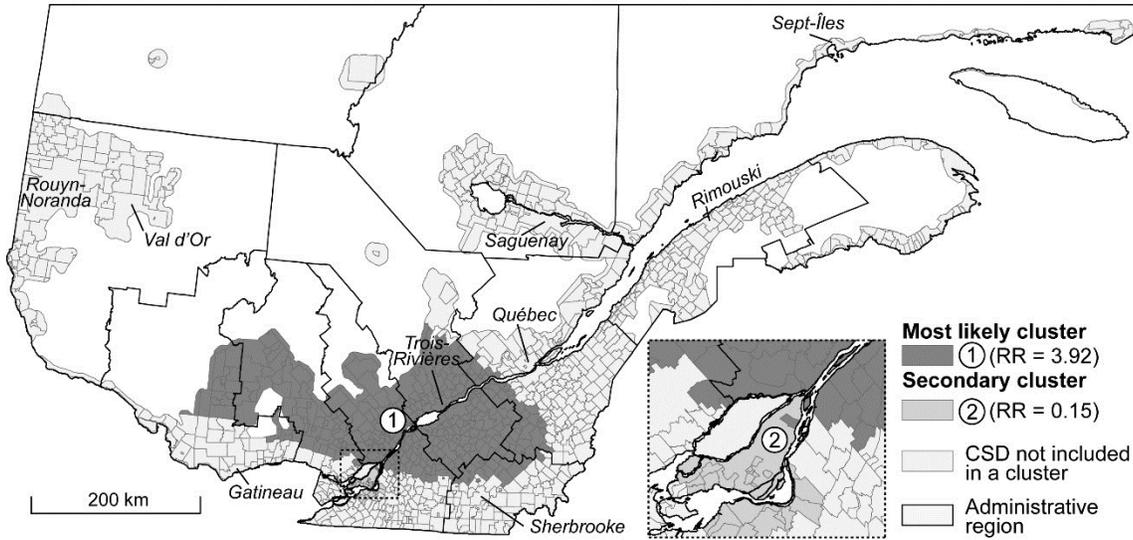 Sept-Îles
Rouyn-
Noranda
Val d'Or
Rimouski
Saguenay
Québec
Trois-
Rivières
1
Gatineau
Sherbrooke
200 km
2
Most likely cluster
1 (RR = 3.92)
Secondary cluster
2 (RR = 0.15)
CSD not included
in a cluster
Administrative
region